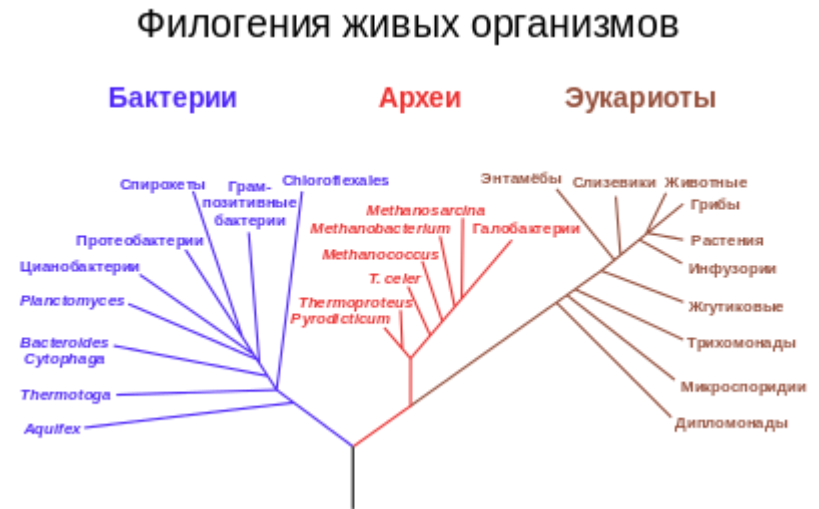 Филогения живых организмов
Бактерии
Археи
Эукариоты
Спирохеты
Грам-
позитивные
бактерии
Chloroflexales
Протеобактерии
Цианобактерии
Planctomyces
Bacteroides
Cytophaga
Thermotoga
Aquifex
Methanosarcina
Methanobacterium
Галобактерии
Methanococcus
T. celer
Thermoproteus
Pyrodicticum
Энтамёбы
Слизевики
Животные
Грибы
Растения
Инфузории
Жгутиковые
Трихомонады
Микроспоридии
Дипломонады